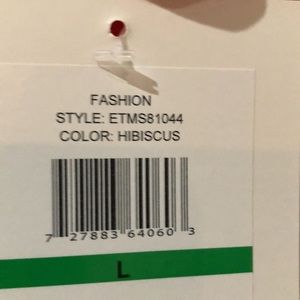 FASHION
STYLE: ETMS81044
COLOR: HIBISCUS
7 27883 64060 3
L